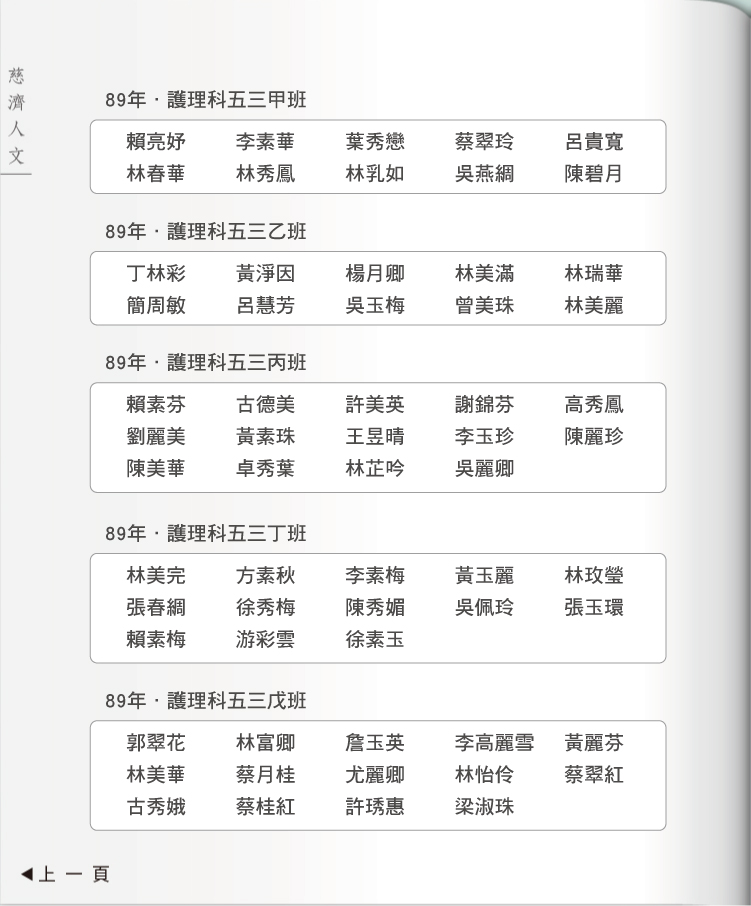 慈濟人文
89年·護理科五三甲班
賴亮妤 李素華 葉秀戀 蔡翠玲 呂貴寬
林春華 林秀鳳 林乳如 吳燕綢 陳碧月
89年·護理科五三乙班
丁林彩 黃淨因 楊月卿 林美滿 林瑞華
簡周敏 呂慧芳 吳玉梅 曾美珠 林美麗
89年·護理科五三丙班
賴素芬 古德美 許美英 謝錦芬 高秀鳳
劉麗美 黃素珠 王昱晴 李玉珍 陳麗珍
陳美華 卓秀葉 林芷吟 吳麗卿
89年·護理科五三丁班
林美完 方素秋 李素梅 黃玉麗 林玫瑩
張春綢 徐秀梅 陳秀媚 吳佩玲 張玉環
賴素梅 游彩雲 徐素玉
89年·護理科五三戊班
郭翠花 林富卿 詹玉英 李高麗雪 黃麗芬
林美華 蔡月桂 尤麗卿 林怡伶 蔡翠紅
古秀娥 蔡桂紅 許琇惠 梁淑珠
◀上一頁